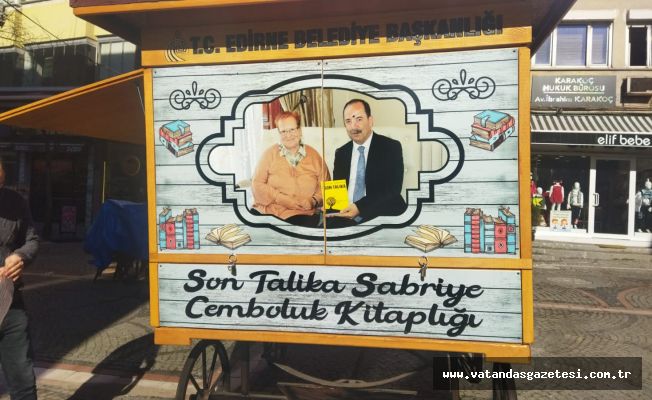 T.C. EDİRNE BELEDİYE BAŞKANLIĞI
SON TALİKA
Son Talika Sabriye
Cemboluk Kitaplığı
KARAKOÇ
HUKUK BÜROSU
Av.İbrahim KARAKOÇ
elif bebe
www.vatandasgazetesi.com.tr